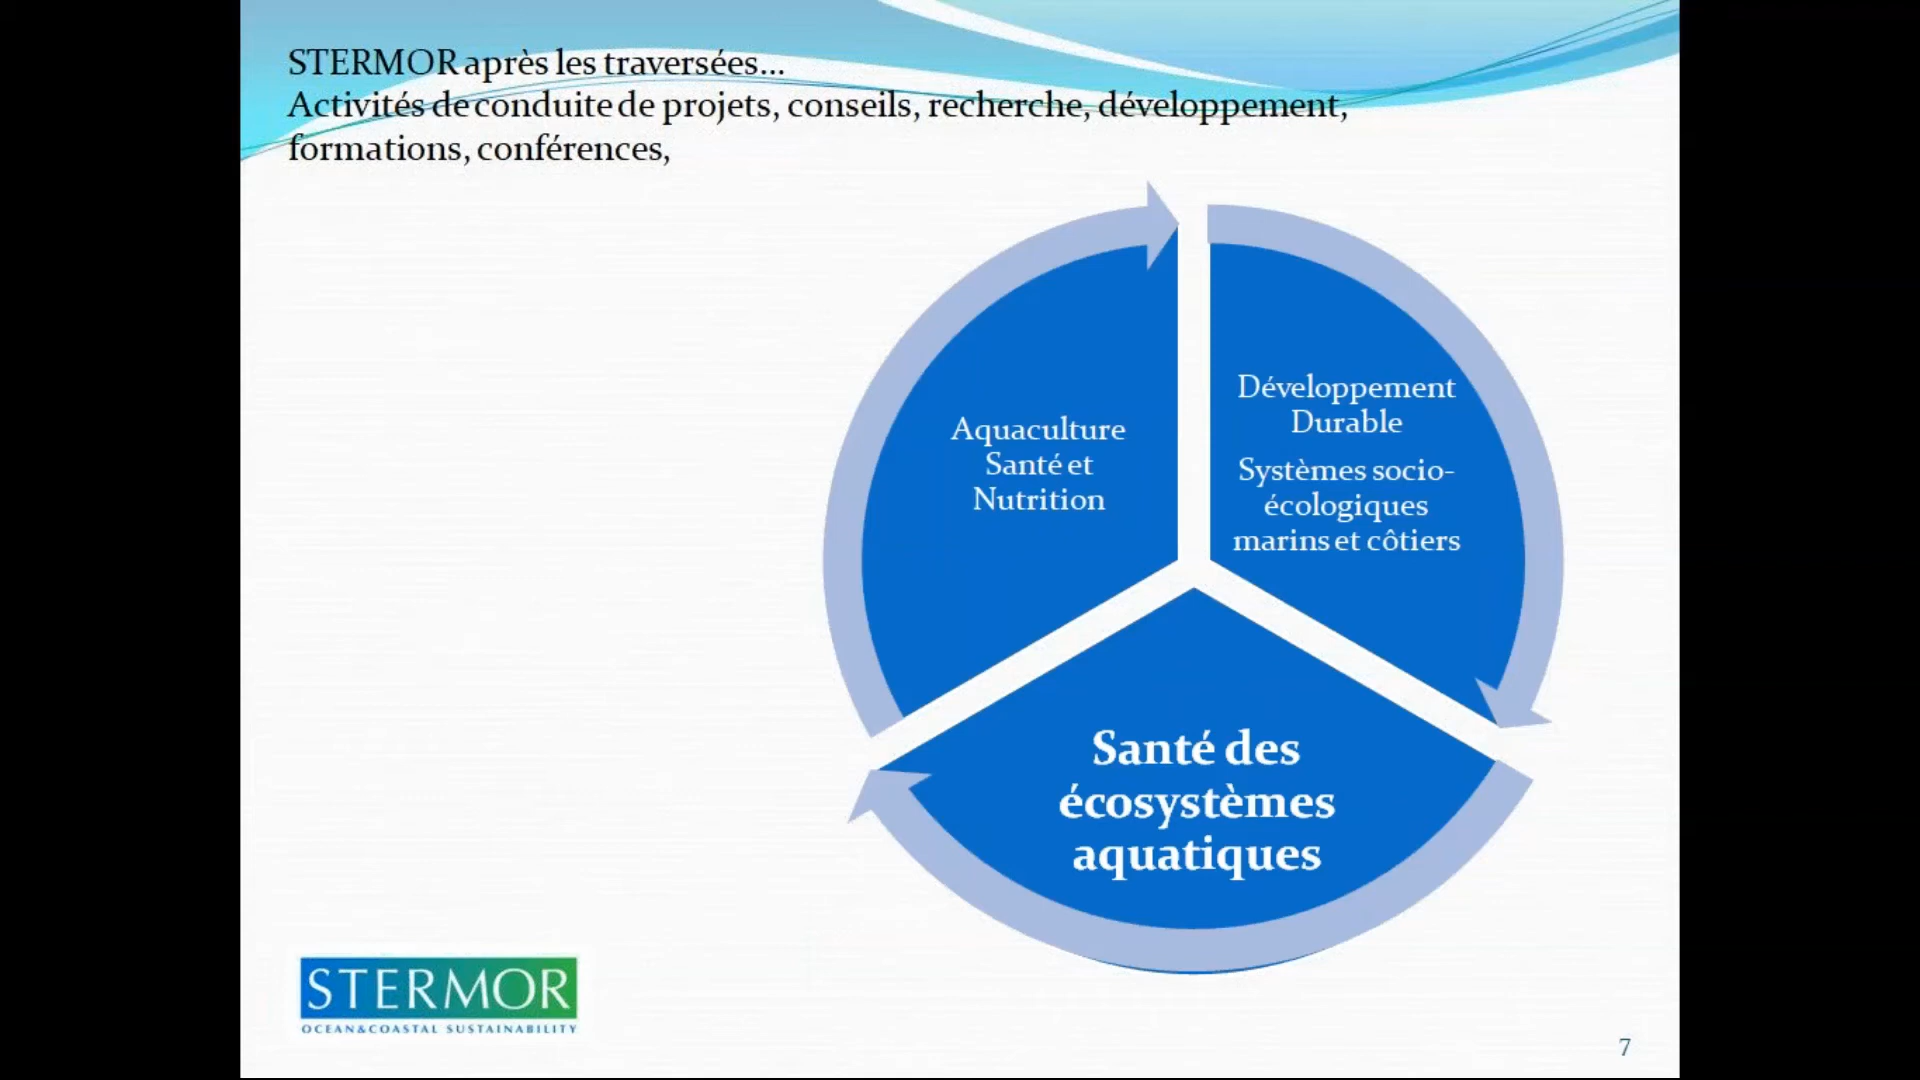 STERMOR après les traversées...
Activités de conduite de projets, conseils, recherche, développement,
formations, conférences,
Développement
Durable
Systèmes socio-
écologiques
marins et côtiers
Aquaculture
Santé et
Nutrition
Santé des
écosystèmes
aquatiques
STERMOR
OCEAN&COASTAL SUSTAINABILITY
7